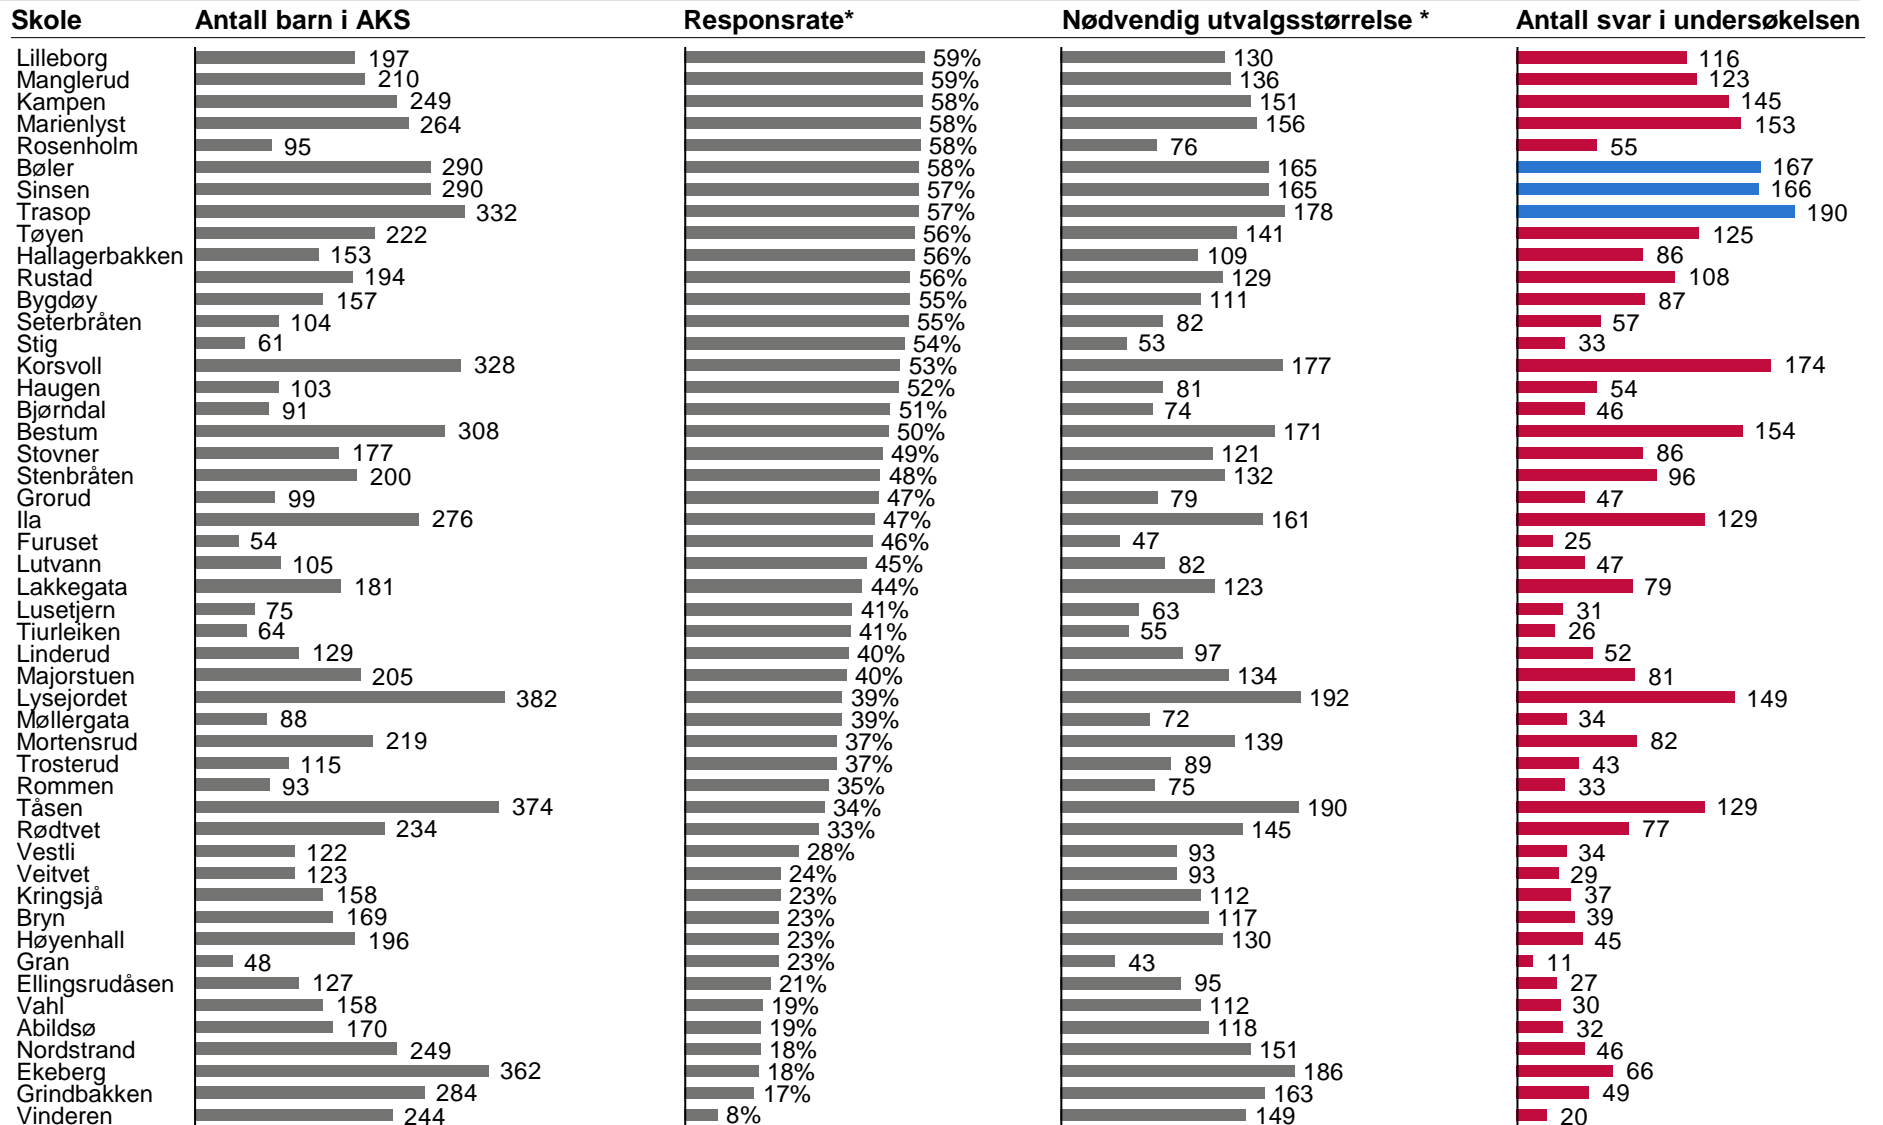 Skole Antall barn i AKS Responsrate* Nødvendig utvalgsstørrelse * Antall svar i undersøkelsen
Lilleborg 197 59% 130 116
Manglerud 210 59% 136 123
Kampen 249 58% 151 145
Marienlyst 264 58% 156 153
Rosenholm 95 58% 76 55
Bøler 290 58% 165 167
Sinsen 290 57% 165 166
Trasop 332 57% 178 190
Tøyen 222 56% 141 125
Hallagerbakken 153 56% 109 86
Rustad 194 56% 129 108
Bygdøy 157 55% 111 87
Seterbråten 104 55% 82 57
Stig 61 54% 53 33
Korsvoll 328 53% 177 174
Haugen 103 52% 81 54
Bjørndal 91 51% 74 46
Bestum 308 50% 171 154
Stovner 177 49% 121 86
Stenbråten 200 48% 132 96
Grorud 99 47% 79 47
Ila 276 47% 161 129
Furuset 54 46% 47 25
Lutvann 105 45% 82 47
Lakkegata 181 44% 123 79
Lusetjern 75 41% 63 31
Tiurleiken 64 41% 55 26
Linderud 129 40% 97 52
Majorstuen 205 40% 134 81
Lysejordet 382 39% 192 149
Møllergata 88 39% 72 34
Mortensrud 219 37% 139 82
Trosterud 115 37% 89 43
Rommen 93 35% 75 33
Tåsen 374 34% 190 129
Rødtvet 234 33% 145 77
Vestli 122 28% 93 34
Veitvet 123 24% 93 29
Kringsjå 158 23% 112 37
Bryn 169 23% 117 39
Høyenhall 196 23% 130 45
Gran 48 23% 43 11
Ellingsrudåsen 127 21% 95 27
Vahl 158 19% 112 30
Abildsø 170 19% 118 32
Nordstrand 249 18% 151 46
Ekeberg 362 18% 186 66
Grindbakken 284 17% 163 49
Vinderen 244 8% 149 20